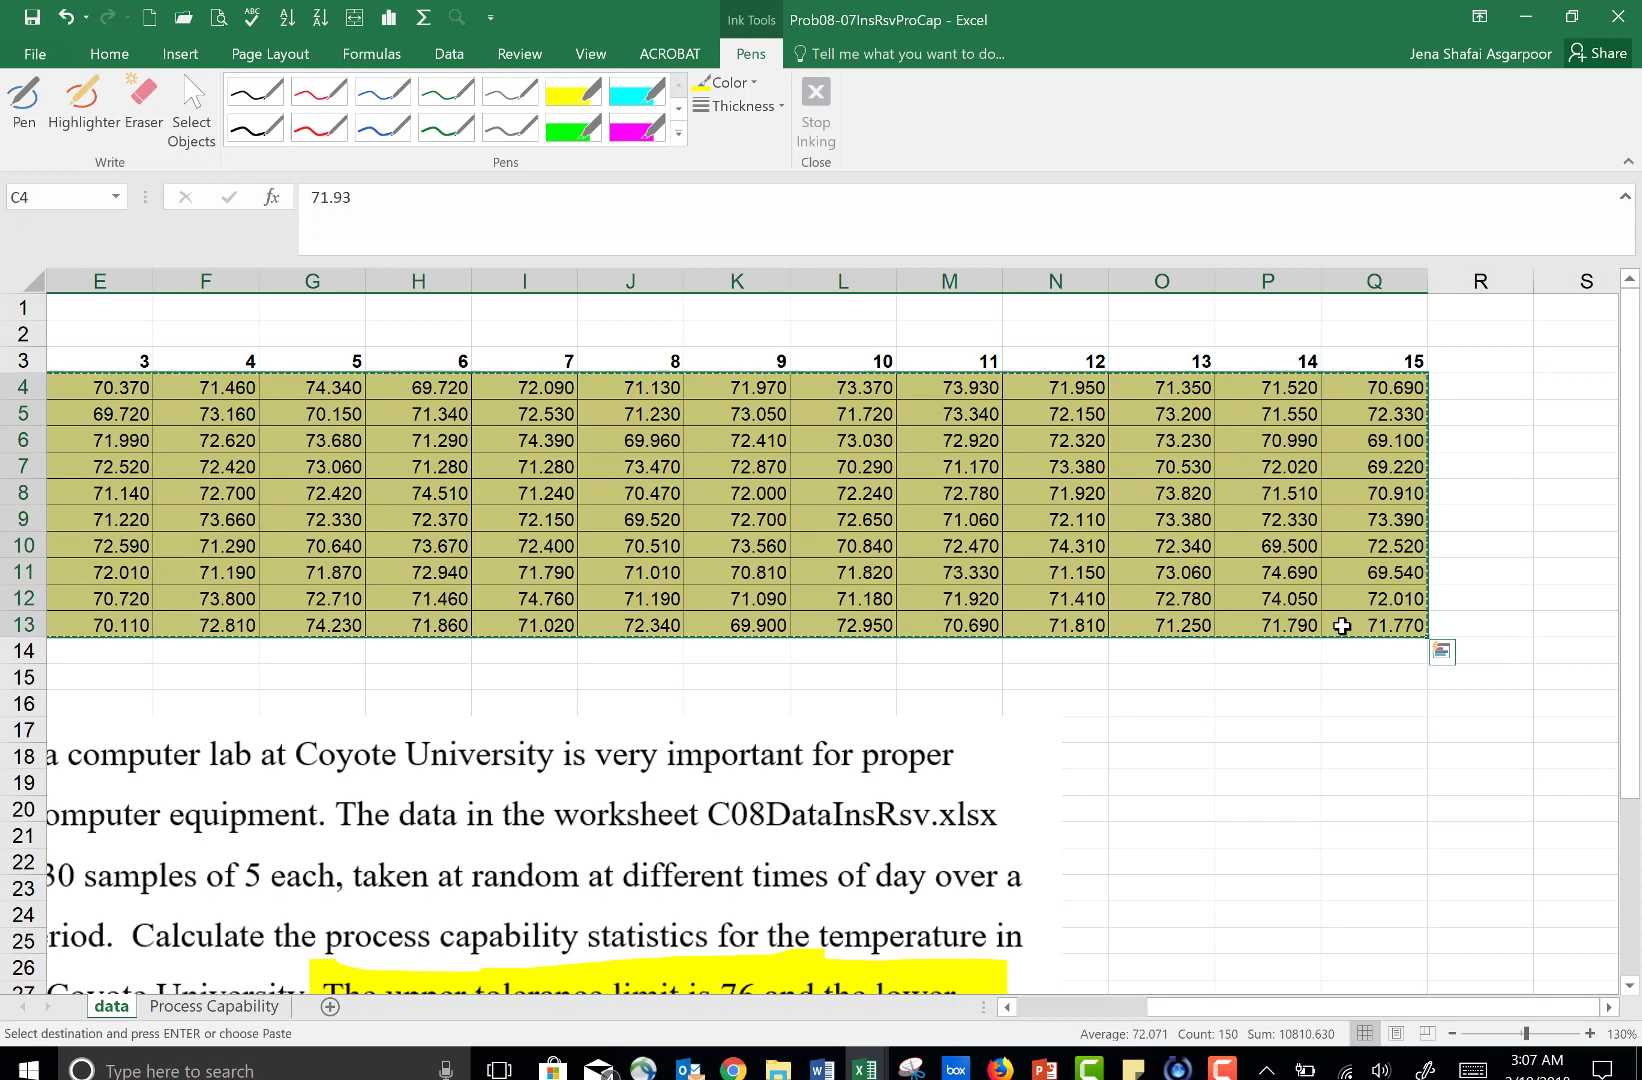 Ink Tools
Prob08-07InsRsvProCap - Excel
File Home Insert Page Layout Formulas Data Review View ACROBAT Pens Tell me what you want to do... Jena Shafai Asgarpoor Share
Pen Highlighter Eraser Select Objects
Color
Thickness
Stop Inking
Write Pens Close
C4 fx 71.93
E F G H I J K L M N O P Q R S
1
2
3 3 4 5 6 7 8 9 10 11 12 13 14 15
4 70.370 71.460 74.340 69.720 72.090 71.130 71.970 73.370 73.930 71.950 71.350 71.520 70.690
5 69.720 73.160 70.150 71.340 72.530 71.230 73.050 71.720 73.340 72.150 73.200 71.550 72.330
6 71.990 72.620 73.680 71.290 74.390 69.960 72.410 73.030 72.920 72.320 73.230 70.990 69.100
7 72.520 72.420 73.060 71.280 71.280 73.470 72.870 70.290 71.170 73.380 70.530 72.020 69.220
8 71.140 72.700 72.420 74.510 71.240 70.470 72.000 72.240 72.780 71.920 73.820 71.510 70.910
9 71.220 73.660 72.330 72.370 72.150 69.520 72.700 72.650 71.060 72.110 73.380 72.330 73.390
10 72.590 71.290 70.640 73.670 72.400 70.510 73.560 70.840 72.470 74.310 72.340 69.500 72.520
11 72.010 71.190 71.870 72.940 71.790 71.010 70.810 71.820 73.330 71.150 73.060 74.690 69.540
12 70.720 73.800 72.710 71.460 74.760 71.190 71.090 71.180 71.920 71.410 72.780 74.050 72.010
13 70.110 72.810 74.230 71.860 71.020 72.340 69.900 72.950 70.690 71.810 71.250 71.790 71.770
14
15
16
17
18 a computer lab at Coyote University is very important for proper
19
20 omputer equipment. The data in the worksheet C08DataInsRsv.xlsx
21
22
23 30 samples of 5 each, taken at random at different times of day over a
24
25 riod. Calculate the process capability statistics for the temperature in
26
27 Coyote University. The upper tolerance limit is 76 and the lower
data Process Capability
Select destination and press ENTER or choose Paste Average: 72.071 Count: 150 Sum: 10810.630 130%
Type here to search 3:07 AM